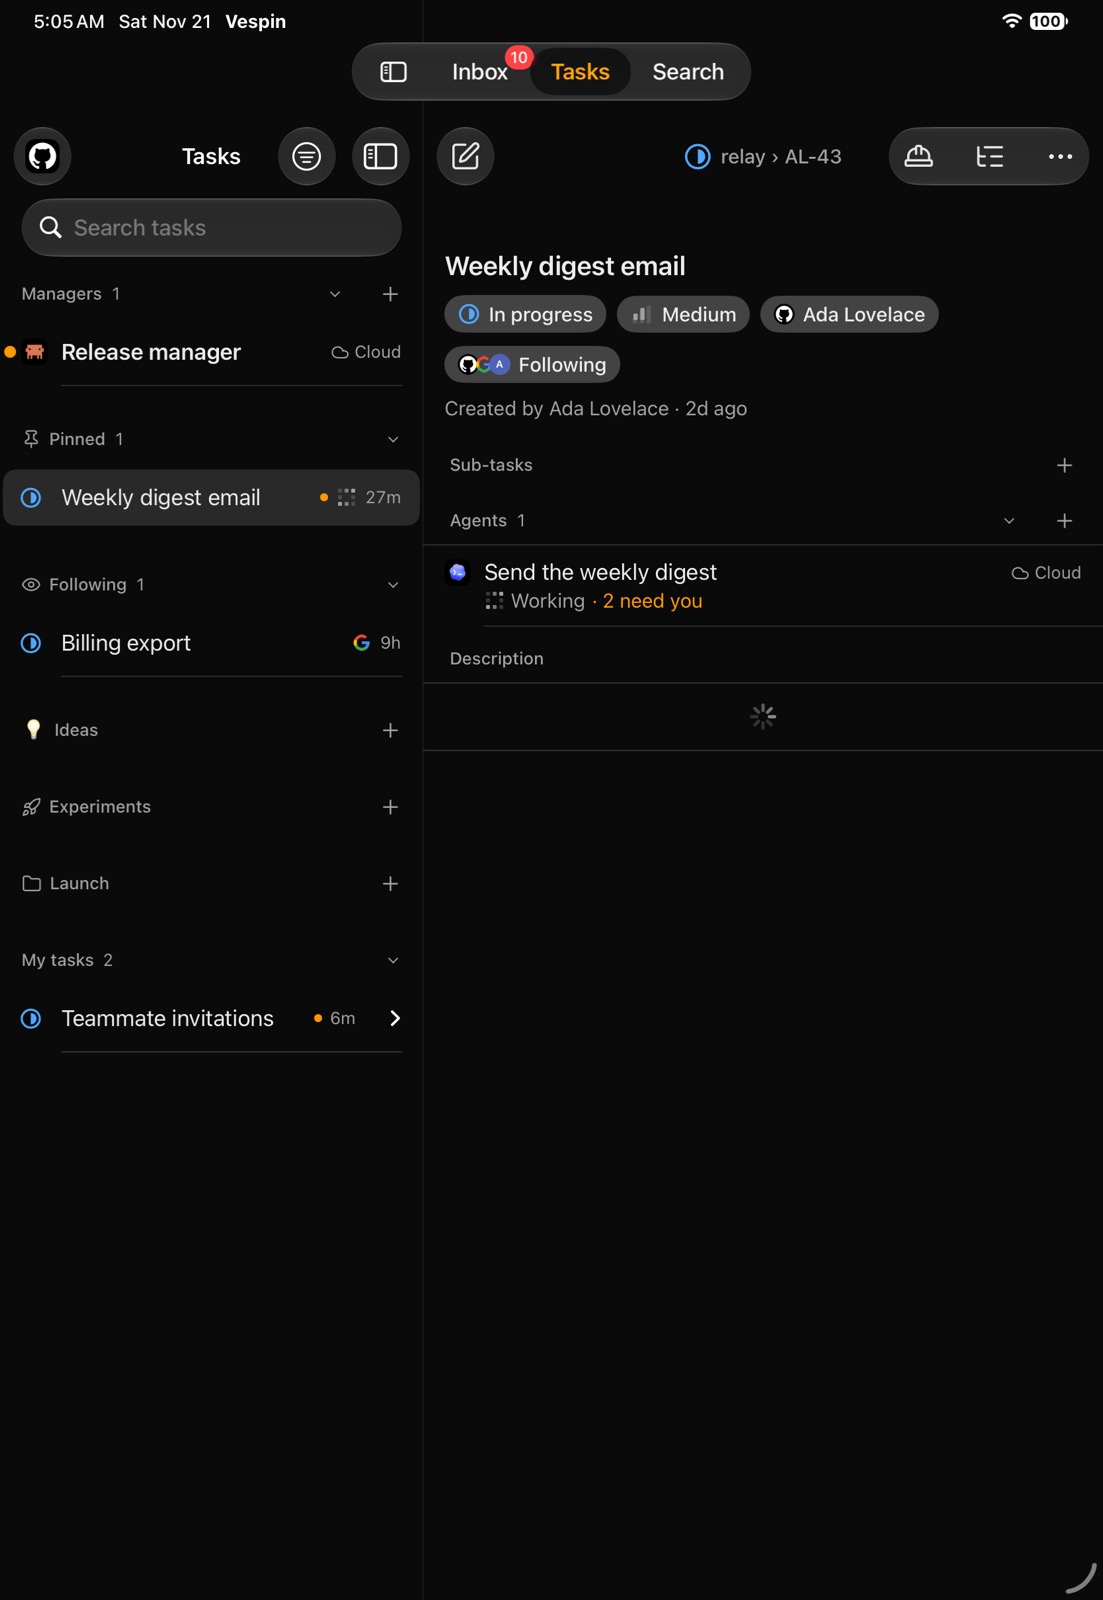 5:05 AM Sat Nov 21 Vespin
100
Inbox 10 Tasks Search
Tasks
Search tasks
Managers 1
Release manager Cloud
Pinned 1
Weekly digest email 27m
Following 1
Billing export 9h
Ideas
Experiments
Launch
My tasks 2
Teammate invitations 6m
relay › AL-43
Weekly digest email
In progress Medium Ada Lovelace
A Following
Created by Ada Lovelace · 2d ago
Sub-tasks
Agents 1
Send the weekly digest Cloud
Working · 2 need you
Description